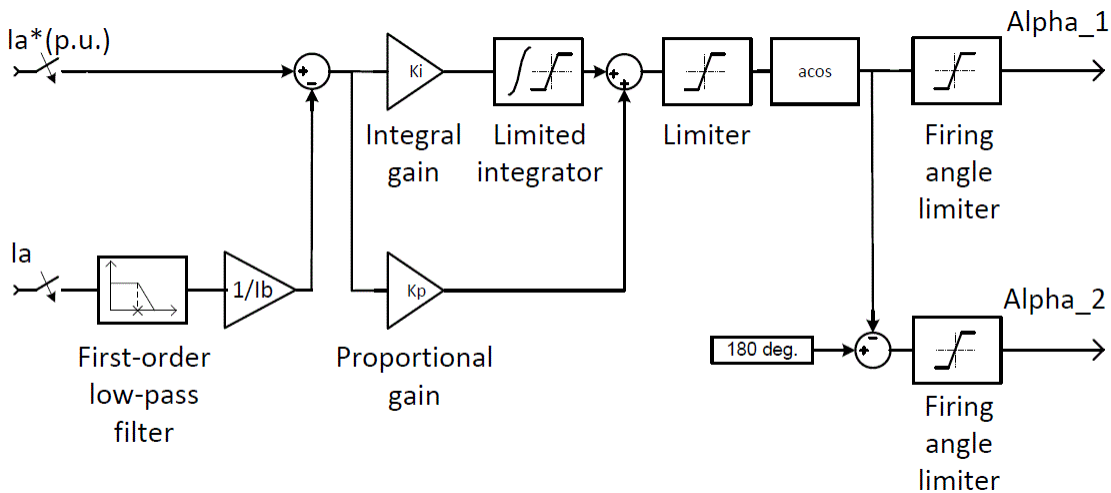 Ia*(p.u.)
Alpha_1
Ki
acos
Integral
gain
Limited
integrator
Limiter
Firing
angle
limiter
Ia
1/Ib
Kp
Alpha_2
180 deg.
First-order
low-pass
filter
Proportional
gain
Firing
angle
limiter